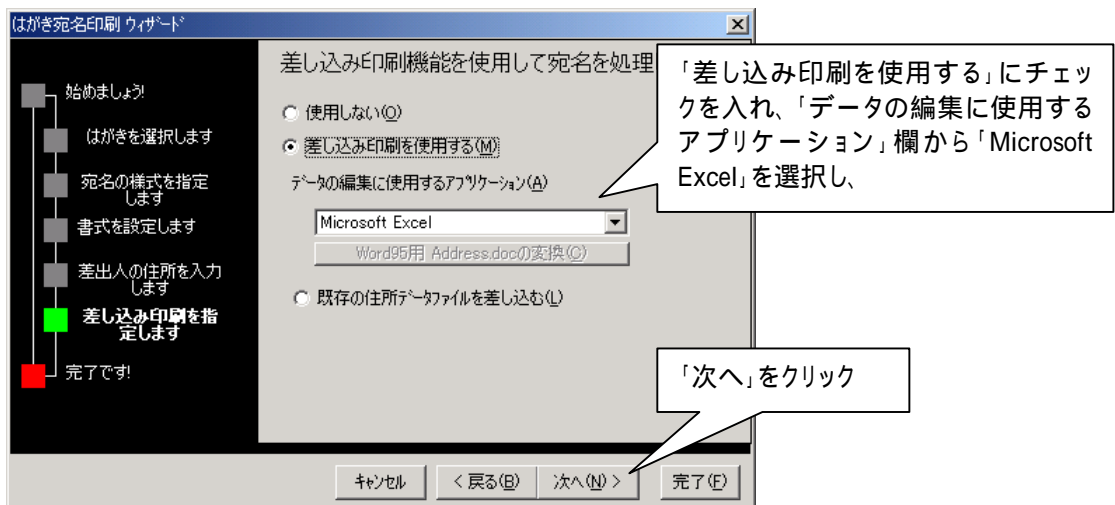 はがき宛名印刷 ウィザード
始めましょう!
はがきを選択します
宛名の様式を指定
します
書式を設定します
差出人の住所を入力
します
差し込み印刷を指
定します
完了です!
差し込み印刷機能を使用して宛名を処理
使用しない(O)
差し込み印刷を使用する(M)
データの編集に使用するアプリケーション(A)
Microsoft Excel
Word95用 Address.docの変換(C)
既存の住所データファイルを差し込む(L)
キャンセル
< 戻る(B)
次へ(N) >
完了(F)
「差し込み印刷を使用する」にチェッ
クを入れ、「データの編集に使用する
アプリケーション」欄から「Microsoft
Excel」を選択し、
「次へ」をクリック